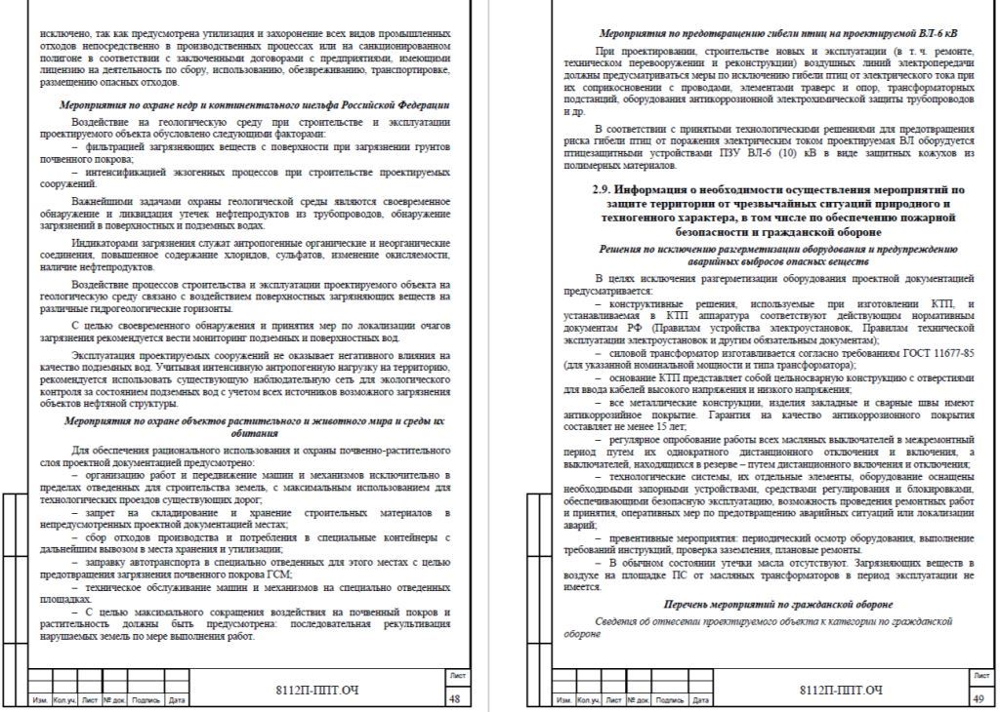 исключено, так как предусмотрена утилизация и захоронение всех видов промышленных
отходов непосредственно в производственных процессах или на санкционированном
полигоне в соответствии с заключенными договорами с предприятиями, имеющими
лицензию на деятельность по сбору, использованию, обезвреживанию, транспортировке,
размещению опасных отходов.
Мероприятия по охране недр и континентального шельфа Российской Федерации
Воздействие на геологическую среду при строительстве и эксплуатации
проектируемого объекта обусловлено следующими факторами:
– фильтрацией загрязняющих веществ с поверхности при загрязнении грунтов
почвенного покрова;
– интенсификацией экзогенных процессов при строительстве проектируемых
сооружений.
Важнейшими задачами охраны геологической среды являются своевременное
обнаружение и ликвидация утечек нефтепродуктов из трубопроводов, обнаружение
загрязнений в поверхностных и подземных водах.
Индикаторами загрязнения служат антропогенные органические и неорганические
соединения, повышенное содержание хлоридов, сульфатов, изменение окисляемости,
наличие нефтепродуктов.
Воздействие процессов строительства и эксплуатации проектируемого объекта на
геологическую среду связано с воздействием поверхностных загрязняющих веществ на
различные гидрогеологические горизонты.
С целью своевременного обнаружения и принятия мер по локализации очагов
загрязнения рекомендуется вести мониторинг подземных и поверхностных вод.
Эксплуатация проектируемых сооружений не оказывает негативного влияния на
качество подземных вод. Учитывая интенсивную антропогенную нагрузку на территорию,
рекомендуется использовать существующую наблюдательную сеть для экологического
контроля за состоянием подземных вод с учетом всех источников возможного загрязнения
объектов нефтяной структуры.
Мероприятия по охране объектов растительного и животного мира и среды их
обитания
Для обеспечения рационального использования и охраны почвенно-растительного
слоя проектной документацией предусмотрено:
– организацию работ и передвижение машин и механизмов исключительно в
пределах отведенных для строительства земель, с максимальным использованием для
технологических проездов существующих дорог;
– запрет на складирование и хранение строительных материалов в
непредусмотренных проектной документацией местах;
– сбор отходов производства и потребления в специальные контейнеры с
дальнейшим вывозом в места хранения и утилизации;
– заправку автотранспорта в специально отведенных для этого местах с целью
предотвращения загрязнения почвенного покрова ГСМ;
– техническое обслуживание машин и механизмов на специально отведенных
площадках.
– С целью максимального сокращения воздействия на почвенный покров и
растительность должны быть предусмотрена: последовательная рекультивация
нарушаемых земель по мере выполнения работ.
Изм. Кол.уч. Лист № док. Подпись Дата
8112П-ППТ.ОЧ
Лист
48
Мероприятия по предотвращению гибели птиц на проектируемой ВЛ-6 кВ
При проектировании, строительстве новых и эксплуатации (в т. ч. ремонте,
техническом перевооружении и реконструкции) воздушных линий электропередачи
должны предусматриваться меры по исключению гибели птиц от электрического тока при
их соприкосновении с проводами, элементами траверс и опор, трансформаторных
подстанций, оборудования антикоррозионной электрохимической защиты трубопроводов
и др.
В соответствии с принятыми технологическими решениями для предотвращения
риска гибели птиц от поражения электрическим током проектируемая ВЛ оборудуется
птицезащитными устройствами ПЗУ ВЛ-6 (10) кВ в виде защитных кожухов из
полимерных материалов.
2.9. Информация о необходимости осуществления мероприятий по
защите территории от чрезвычайных ситуаций природного и
техногенного характера, в том числе по обеспечению пожарной
безопасности и гражданской обороне
Решения по исключению разгерметизации оборудования и предупреждению
аварийных выбросов опасных веществ
В целях исключения разгерметизации оборудования проектной документацией
предусматривается:
– конструктивные решения, используемые при изготовлении КТП, и
устанавливаемая в КТП аппаратура соответствуют действующим нормативным
документам РФ (Правилам устройства электроустановок, Правилам технической
эксплуатации электроустановок и другим обязательным документам);
– силовой трансформатор изготавливается согласно требованиям ГОСТ 11677-85
(для указанной номинальной мощности и типа трансформатора);
– основание КТП представляет собой цельносварную конструкцию с отверстиями
для ввода кабелей высокого напряжения и низкого напряжения;
– все металлические конструкции, изделия закладные и сварные швы имеют
антикоррозийное покрытие. Гарантия на качество антикоррозионного покрытия
составляет не менее 15 лет;
– регулярное опробование работы всех масляных выключателей в межремонтный
период путем их однократного дистанционного отключения и включения, а
выключателей, находящихся в резерве – путем дистанционного включения и отключения;
– технологические системы, их отдельные элементы, оборудование оснащены
необходимыми запорными устройствами, средствами регулирования и блокировками,
обеспечивающими безопасную эксплуатацию, возможность проведения ремонтных работ
и принятия, оперативных мер по предотвращению аварийных ситуаций или локализации
аварий;
– превентивные мероприятия: периодический осмотр оборудования, выполнение
требований инструкций, проверка заземления, плановые ремонты.
– В обычном состоянии утечки масла отсутствуют. Загрязняющих веществ в
воздухе на площадке ПС от масляных трансформаторов в период эксплуатации не
имеется.
Перечень мероприятий по гражданской обороне
Сведения об отнесении проектируемого объекта к категории по гражданской
обороне
Изм. Кол.уч. Лист № док. Подпись Дата
8112П-ППТ.ОЧ
Лист
49